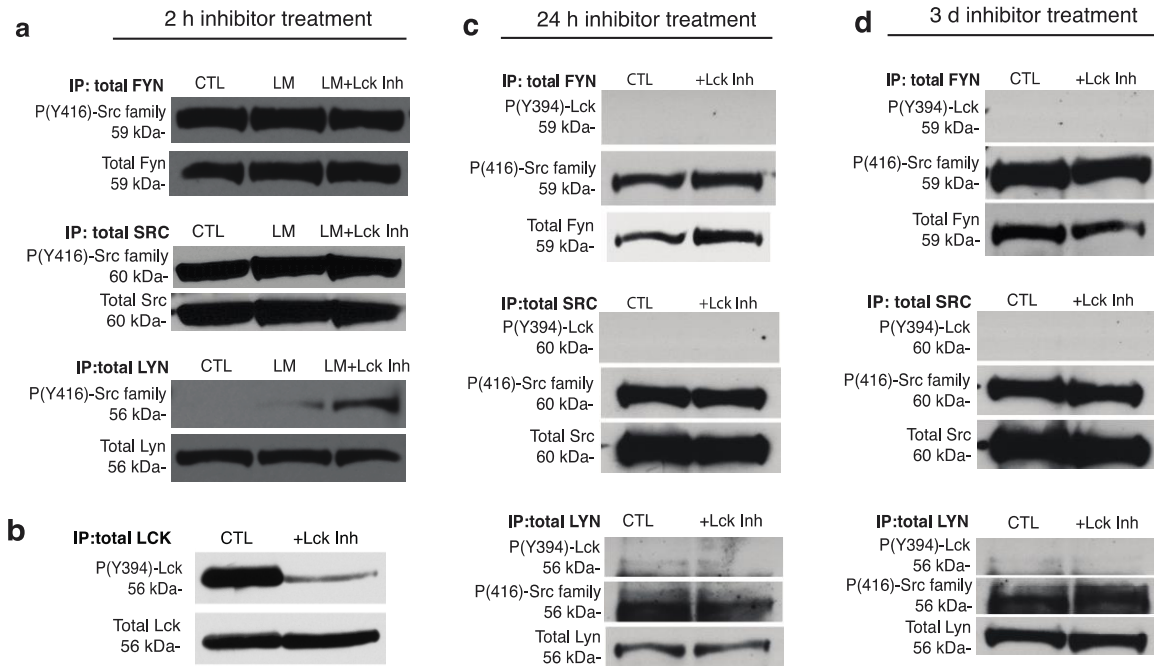 a
2 h inhibitor treatment
IP: total FYN CTL LM LM+Lck Inh
P(Y416)-Src family
59 kDa-
Total Fyn
59 kDa-
IP: total SRC CTL LM LM+Lck Inh
P(Y416)-Src family
60 kDa-
Total Src
60 kDa-
IP:total LYN CTL LM LM+Lck Inh
P(Y416)-Src family
56 kDa-
Total Lyn
56 kDa-
b
IP:total LCK CTL +Lck Inh
P(Y394)-Lck
56 kDa-
Total Lck
56 kDa-
c
24 h inhibitor treatment
IP: total FYN CTL +Lck Inh
P(Y394)-Lck
59 kDa-
P(416)-Src family
59 kDa-
Total Fyn
59 kDa-
IP:total SRC CTL +Lck Inh
P(Y394)-Lck
60 kDa-
P(416)-Src family
60 kDa-
Total Src
60 kDa-
IP:total LYN CTL +Lck Inh
P(Y394)-Lck
56 kDa-
P(416)-Src family
56 kDa-
Total Lyn
56 kDa-
d
3 d inhibitor treatment
IP: total FYN CTL +Lck Inh
P(Y394)-Lck
59 kDa-
P(416)-Src family
59 kDa-
Total Fyn
59 kDa-
IP: total SRC CTL +Lck Inh
P(Y394)-Lck
60 kDa-
P(416)-Src family
60 kDa-
Total Src
60 kDa-
IP:total LYN CTL +Lck Inh
P(Y394)-Lck
56 kDa-
P(416)-Src family
56 kDa-
Total Lyn
56 kDa-